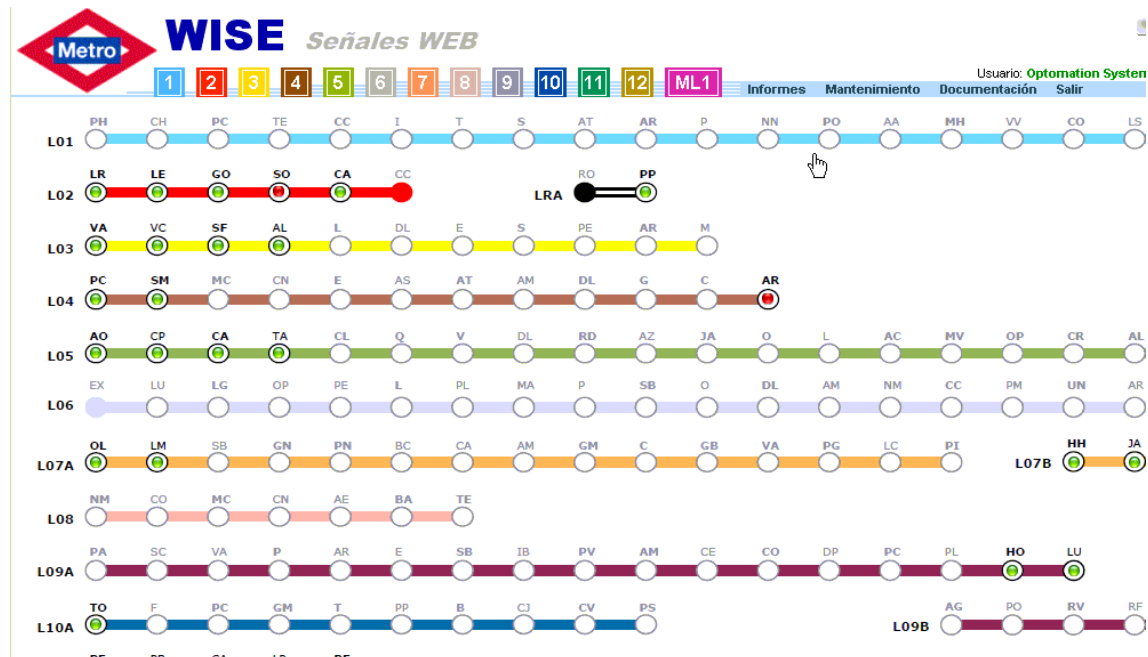 Metro WISE Señales WEB
Usuario: Optomation System
1 2 3 4 5 6 7 8 9 10 11 12 ML1 Informes Mantenimiento Documentación Salir
PH CH PC TE CC I T S AT AR P NN PO AA MH VV CO LS
L01
LR LE GO SO CA CC RO PP
L02 LRA
VA VC SF AL L DL E S PE AR M
L03
PC SM MC CN E AS AT AM DL G C AR
L04
AO CP CA TA CL Q V DL RD AZ JA O L AC MV OP CR AL
L05
EX LU LG OP PE L PL MA P SB O DL AM NM CC PM UN AR
L06
OL LM SB GN PN BC CA AM GM C GB VA PG LC PI HH JA
L07A L07B
NM CO MC CN AE BA TE
L08
PA SC VA P AR E SB IB PV AM CE CO DP PC PL HO LU
L09A
TO F PC GM T PP B CJ CV PS AG PO RV RF
L10A L09B